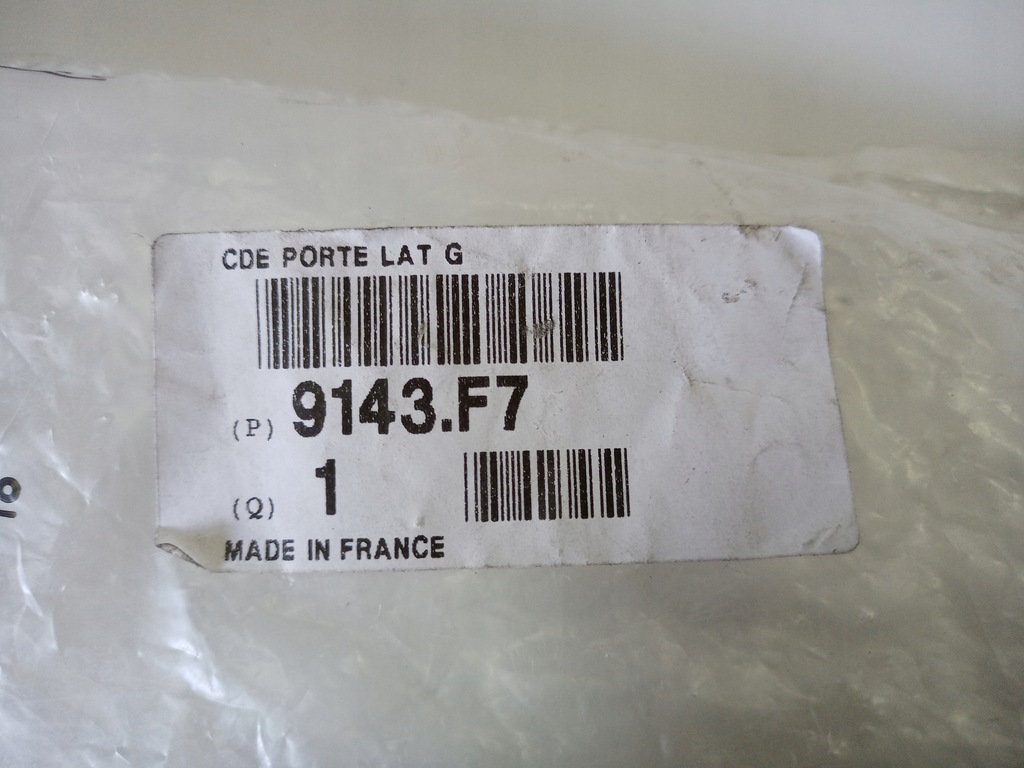 CDE PORTE LAT G
(P) 9143.F7
(Q) 1
MADE IN FRANCE